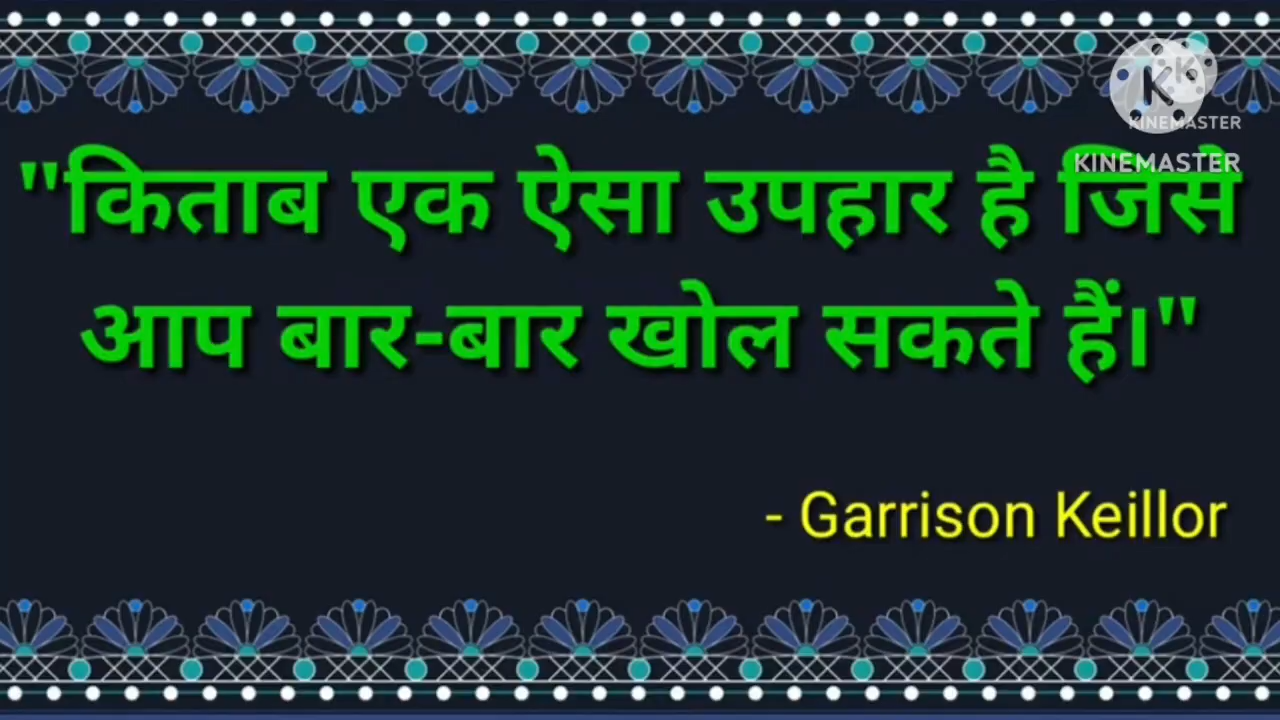 KINEMASTER
KINEMASTER
"किताब एक ऐसा उपहार है जिसे
आप बार-बार खोल सकते हैं।"
- Garrison Keillor